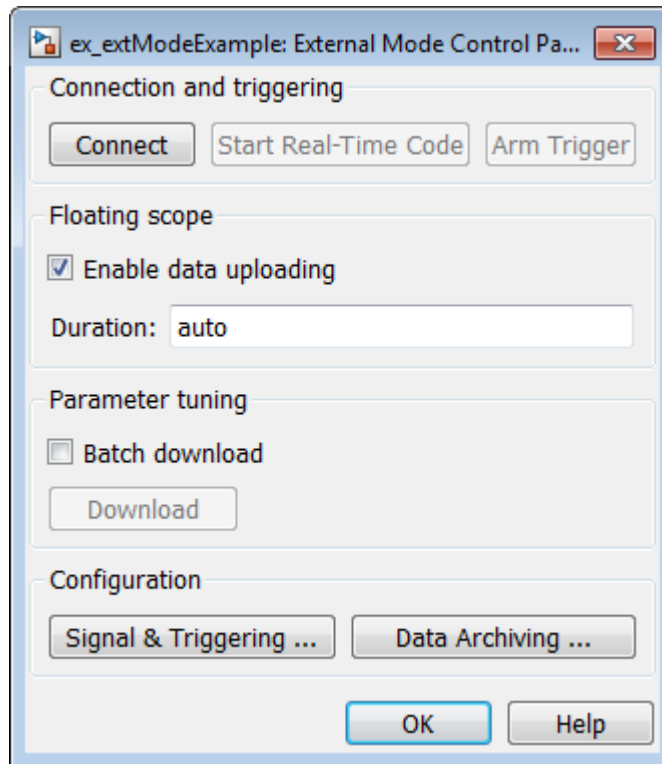 ex_extModeExample: External Mode Control Pa...
Connection and triggering
Connect Start Real-Time Code Arm Trigger
Floating scope
Enable data uploading
Duration: auto
Parameter tuning
Batch download
Download
Configuration
Signal & Triggering ... Data Archiving ...
OK Help